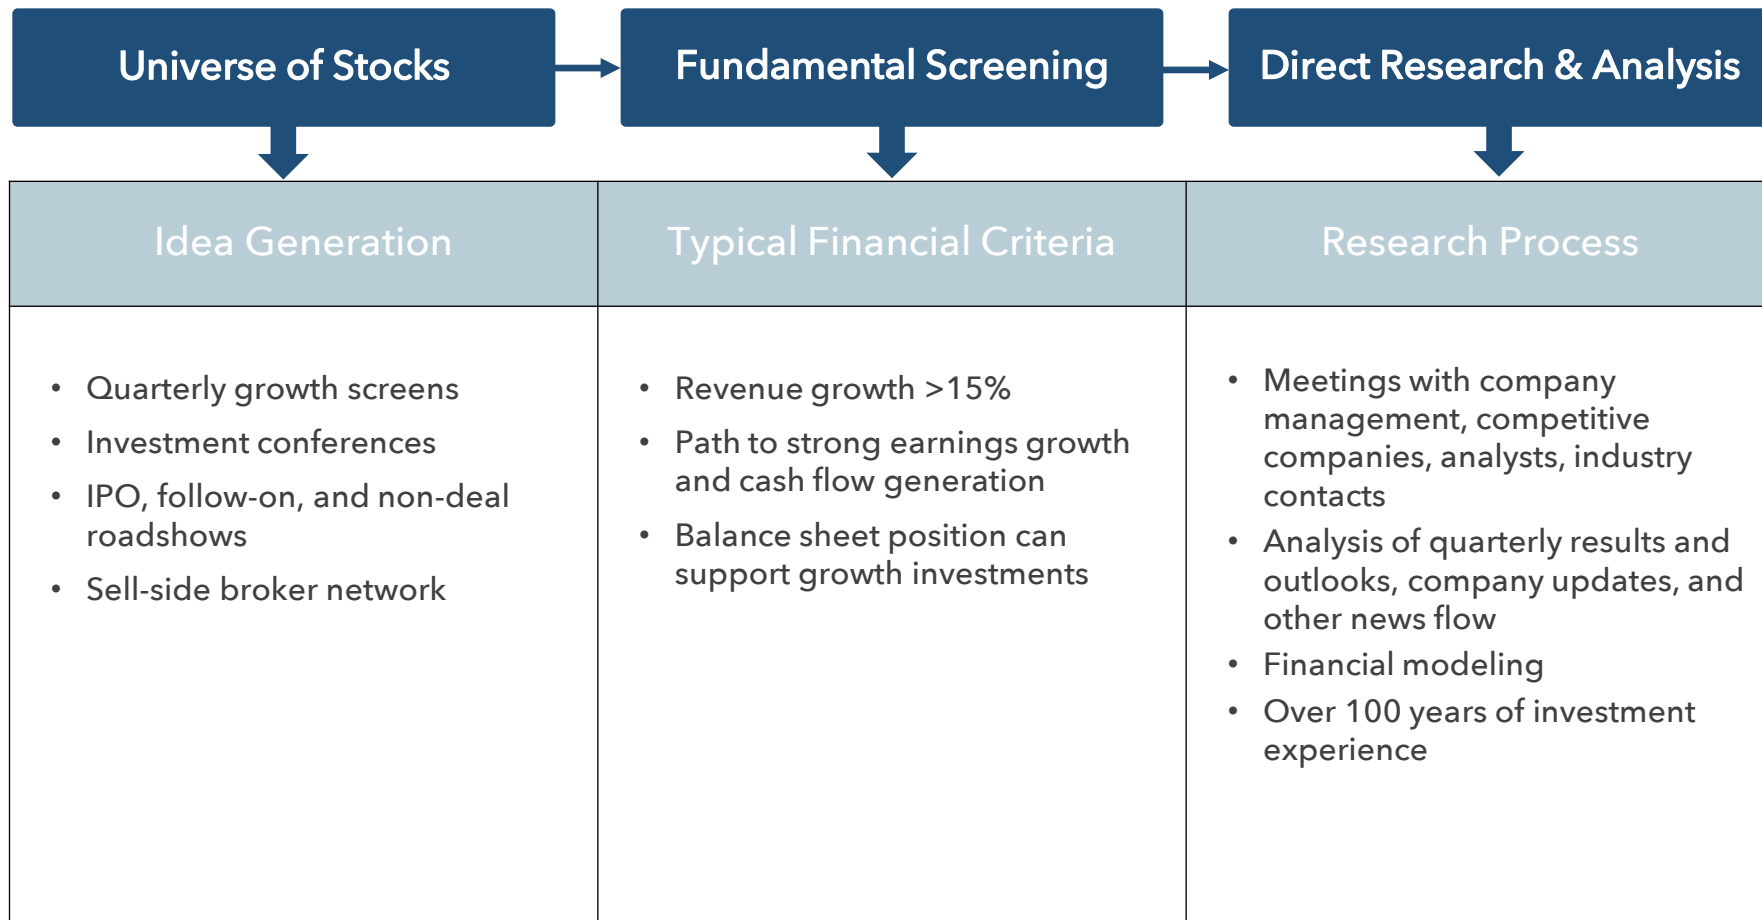 Universe of Stocks
Fundamental Screening
Direct Research & Analysis
Idea Generation
Typical Financial Criteria
Research Process
• Quarterly growth screens
• Investment conferences
• IPO, follow-on, and non-deal
roadshows
• Sell-side broker network
• Revenue growth >15%
• Path to strong earnings growth
and cash flow generation
• Balance sheet position can
support growth investments
• Meetings with company
management, competitive
companies, analysts, industry
contacts
• Analysis of quarterly results and
outlooks, company updates, and
other news flow
• Financial modeling
• Over 100 years of investment
experience